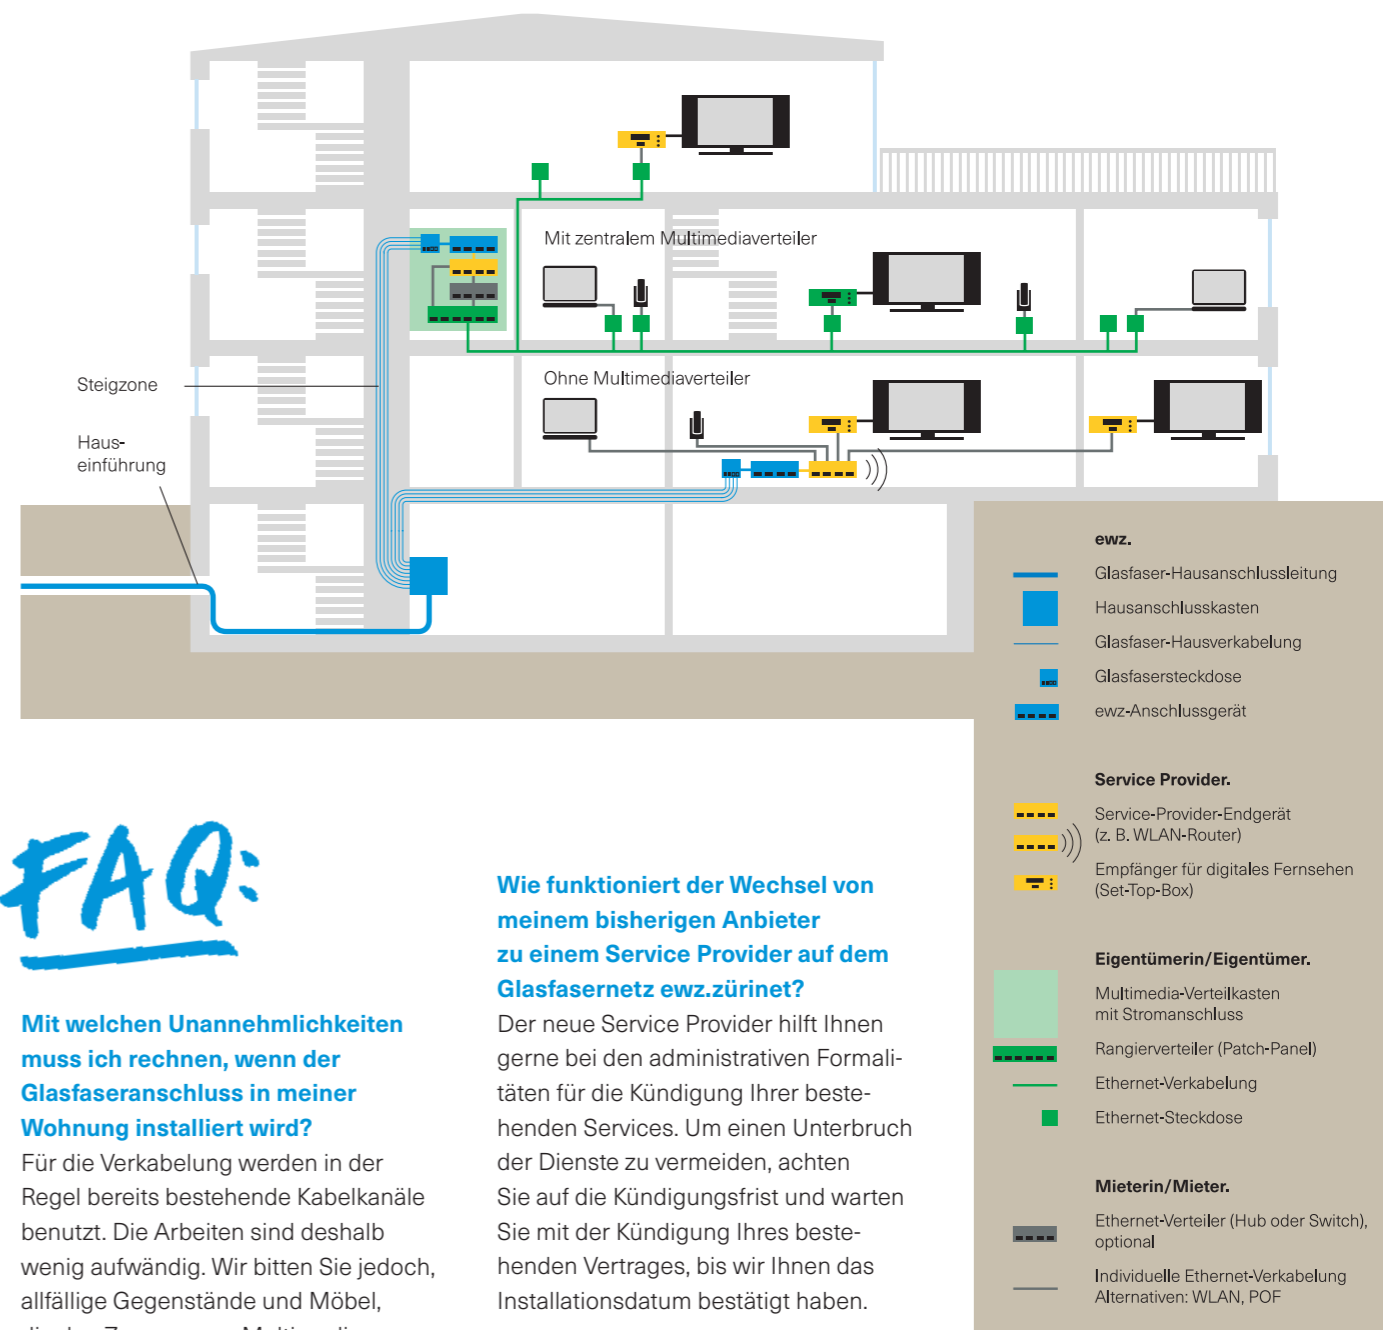 Mit zentralem Multimediaverteiler
Steigzone
Ohne Multimediaverteiler
Haus-
einführung
ewz.
Glasfaser-Hausanschlussleitung
Hausanschlusskasten
Glasfaser-Hausverkabelung
Glasfasersteckdose
ewz-Anschlussgerät
Service Provider.
Service-Provider-Endgerät
(z. B. WLAN-Router)
Empfänger für digitales Fernsehen
(Set-Top-Box)
Eigentümerin/Eigentümer.
Multimedia-Verteilkasten
mit Stromanschluss
Rangierverteiler (Patch-Panel)
Ethernet-Verkabelung
Ethernet-Steckdose
Mieterin/Mieter.
Ethernet-Verteiler (Hub oder Switch),
optional
Individuelle Ethernet-Verkabelung
Alternativen: WLAN, POF
FAQ:
Mit welchen Unannehmlichkeiten
muss ich rechnen, wenn der
Glasfaseranschluss in meiner
Wohnung installiert wird?
Für die Verkabelung werden in der
Regel bereits bestehende Kabelkanäle
benutzt. Die Arbeiten sind deshalb
wenig aufwändig. Wir bitten Sie jedoch,
allfällige Gegenstände und Möbel,
Wie funktioniert der Wechsel von
meinem bisherigen Anbieter
zu einem Service Provider auf dem
Glasfasernetz ewz.zürinet?
Der neue Service Provider hilft Ihnen
gerne bei den administrativen Formali-
täten für die Kündigung Ihrer beste-
henden Services. Um einen Unterbruch
der Dienste zu vermeiden, achten
Sie auf die Kündigungsfrist und warten
Sie mit der Kündigung Ihres beste-
henden Vertrages, bis wir Ihnen das
Installationsdatum bestätigt haben.